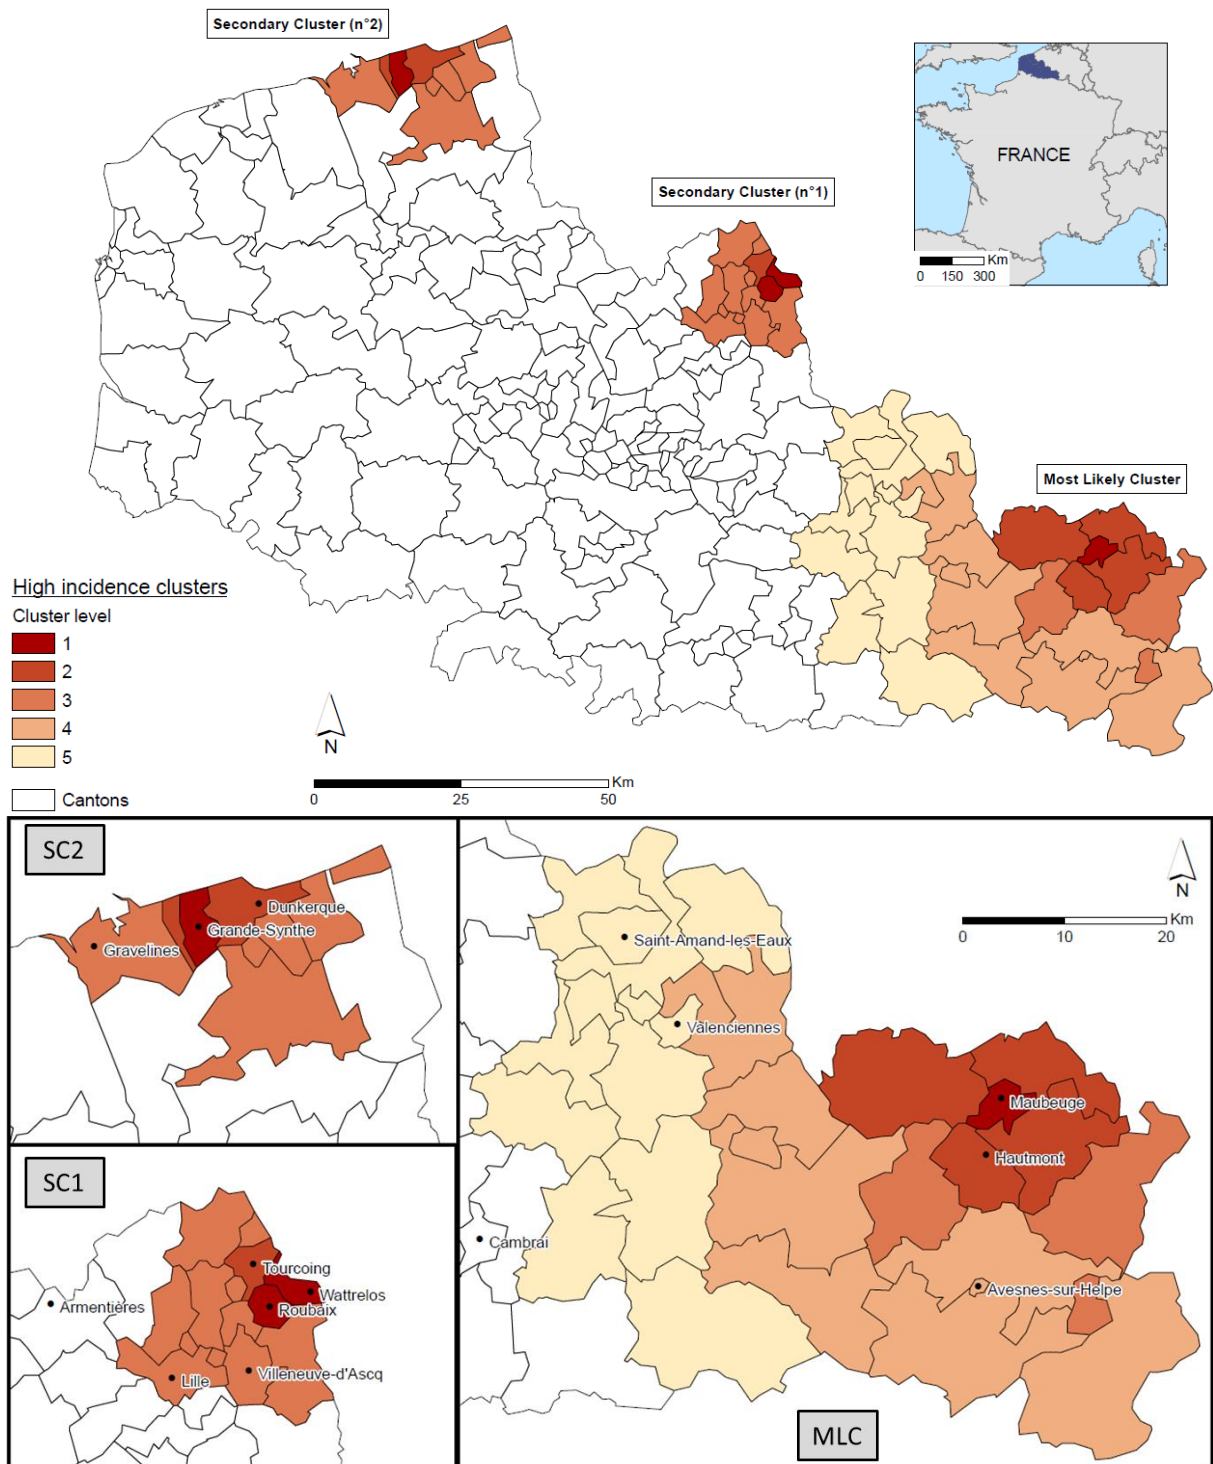 Secondary Cluster (n°2)
FRANCE
Km
0 150 300
Secondary Cluster (n°1)
Most Likely Cluster
High incidence clusters
Cluster level
1
2
3
4
5
Cantons
N
Km
0 25 50
SC2
Dunkerque
Grande-Synthe
Gravelines
SC1
Tourcoing
Wattrelos
Armentières
Roubaix
Villeneuve-d'Ascq
Lille
N
Km
0 10 20
Saint-Amand-les-Eaux
Valenciennes
Maubeuge
Hautmont
Cambrai
Avesnes-sur-Helpe
MLC